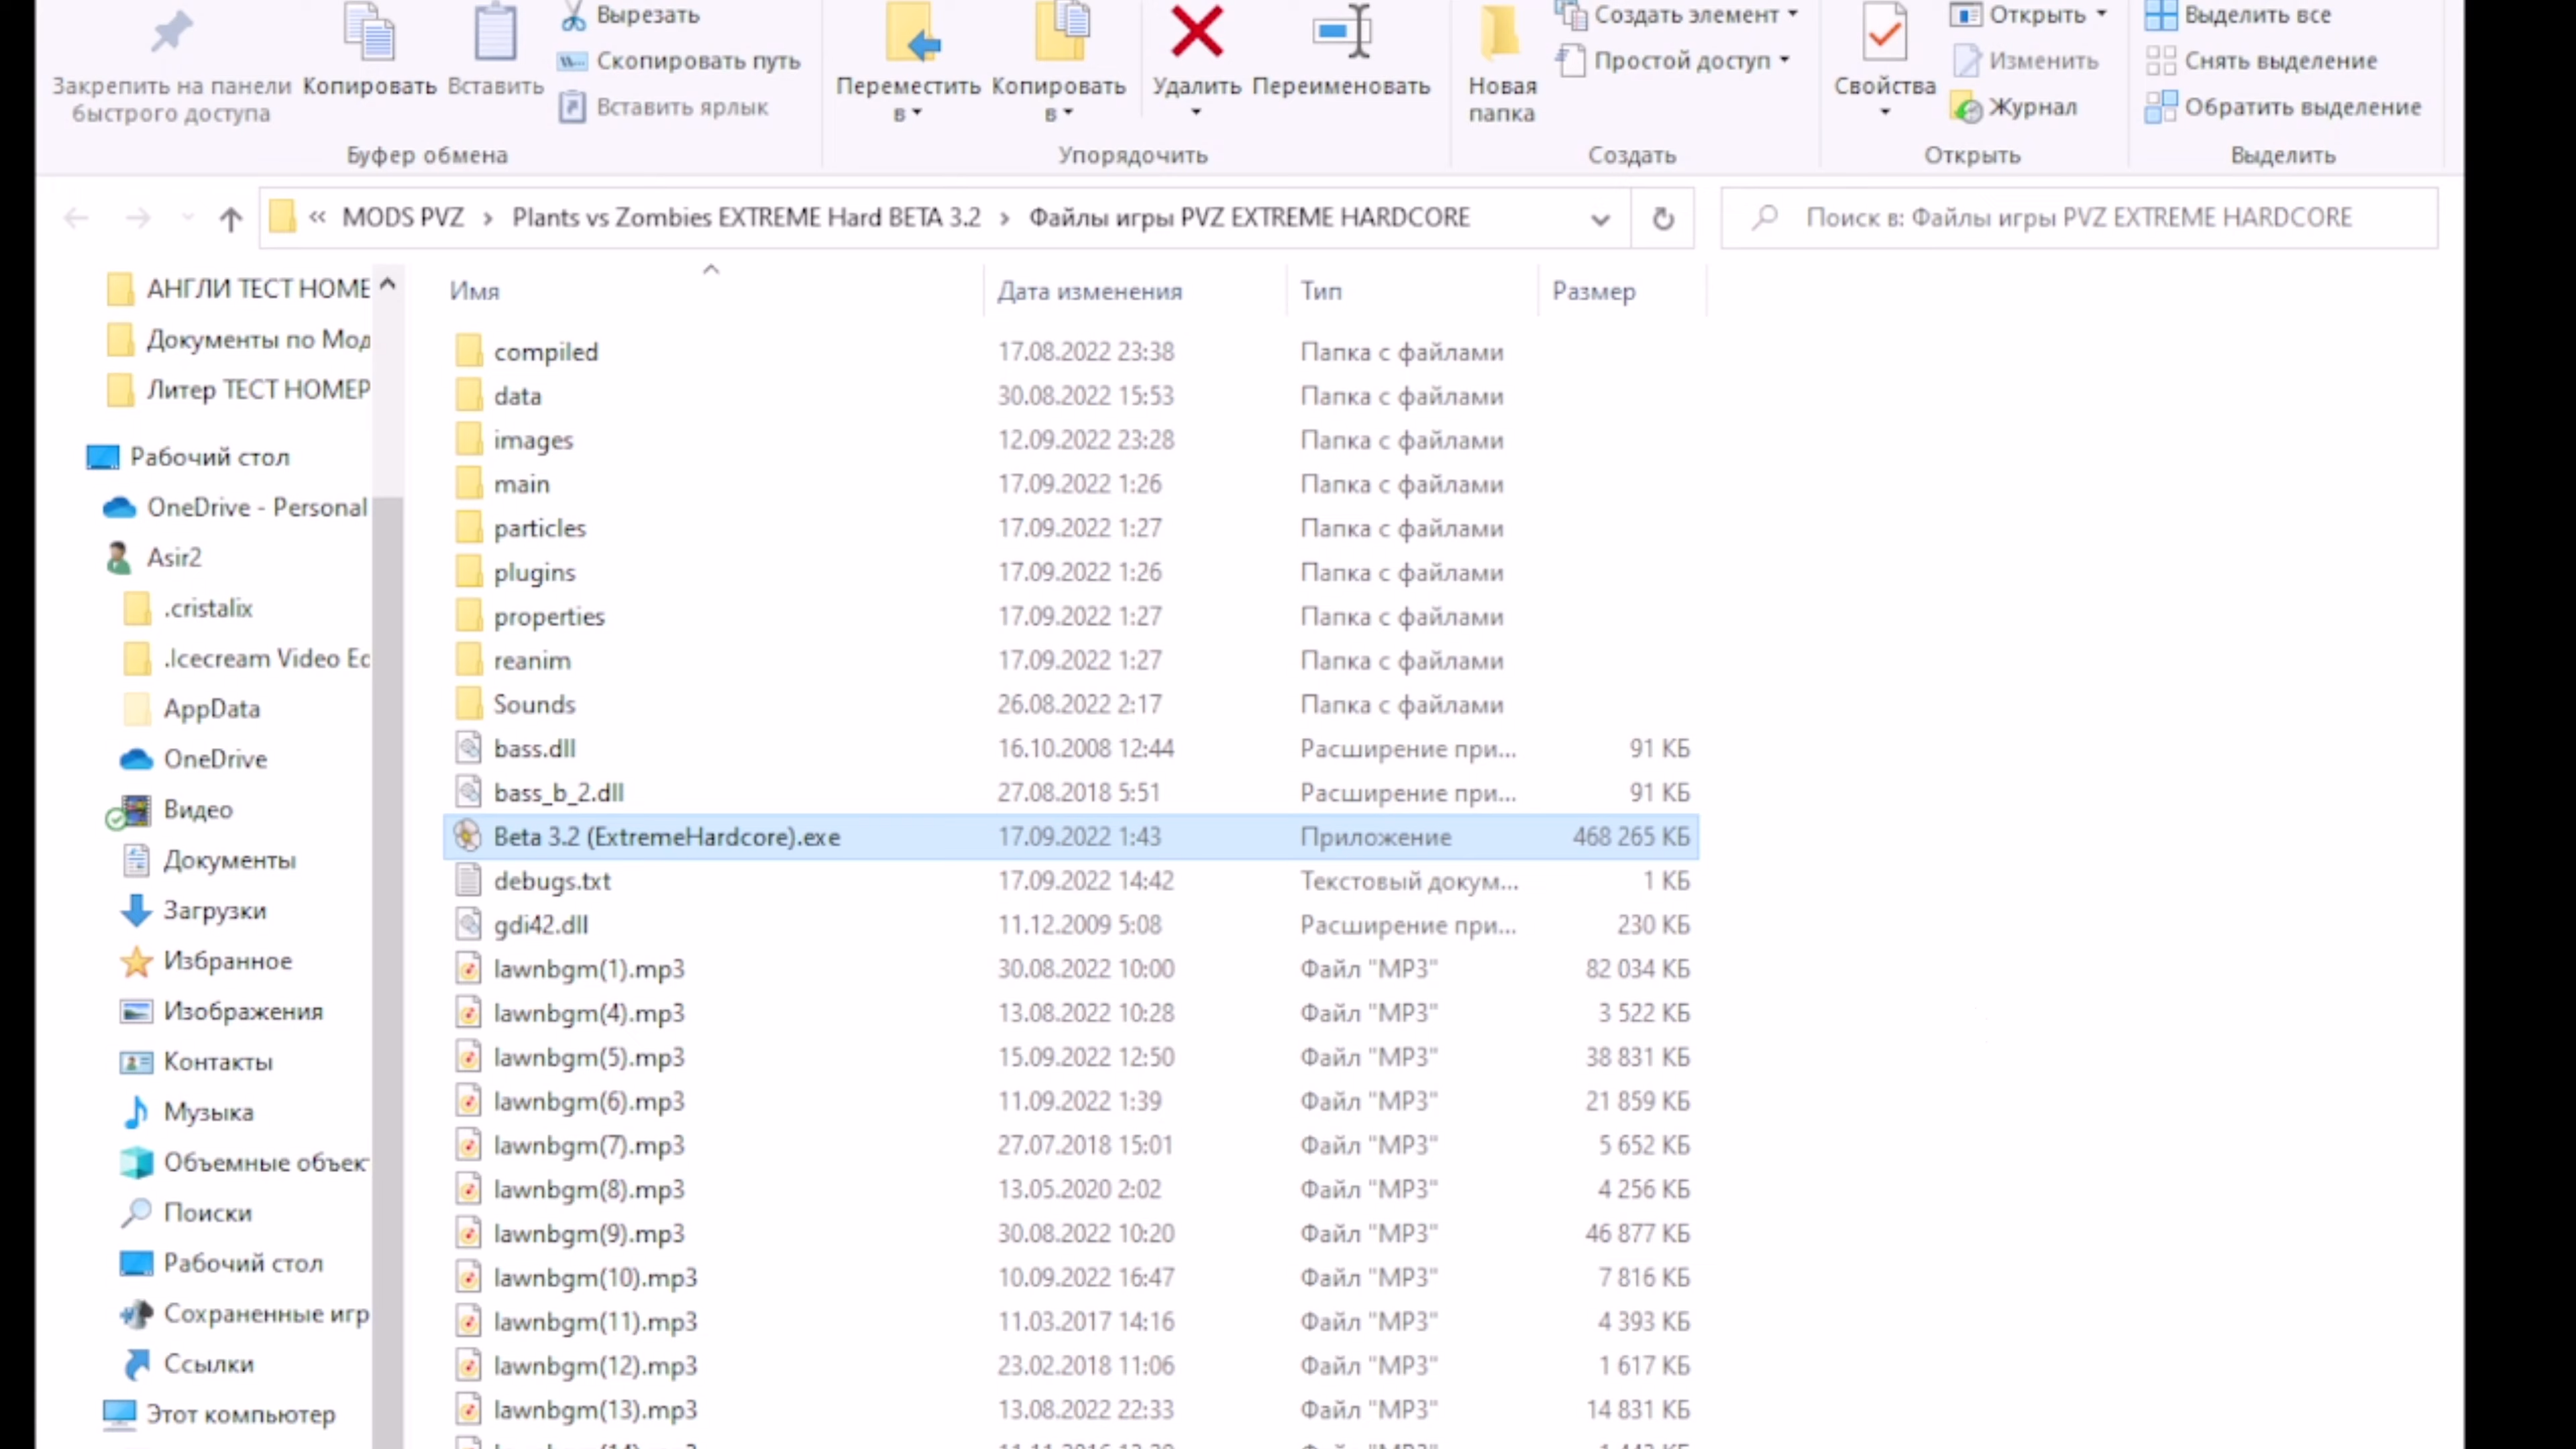 Вырезать
Скопировать путь
Вставить ярлык
Закрепить на панели быстрого доступа
Копировать
Вставить
Буфер обмена
Переместить в
Копировать в
Удалить
Переименовать
Упорядочить
Новая папка
Создать элемент
Простой доступ
Создать
Свойства
Открыть
Изменить
Журнал
Открыть
Выделить все
Снять выделение
Обратить выделение
Выделить
« MODS PVZ › Plants vs Zombies EXTREME Hard BETA 3.2 › Файлы игры PVZ EXTREME HARDCORE
Поиск в: Файлы игры PVZ EXTREME HARDCORE
АНГЛИ ТЕСТ НОМЕ
Документы по Мод
Литер ТЕСТ НОМЕР
Рабочий стол
OneDrive - Personal
Asir2
.cristalix
.Icecream Video Ec
AppData
OneDrive
Видео
Документы
Загрузки
Избранное
Изображения
Контакты
Музыка
Объемные объек
Поиски
Рабочий стол
Сохраненные игр
Ссылки
Этот компьютер
Имя Дата изменения Тип Размер
compiled 17.08.2022 23:38 Папка с файлами
data 30.08.2022 15:53 Папка с файлами
images 12.09.2022 23:28 Папка с файлами
main 17.09.2022 1:26 Папка с файлами
particles 17.09.2022 1:27 Папка с файлами
plugins 17.09.2022 1:26 Папка с файлами
properties 17.09.2022 1:27 Папка с файлами
reanim 17.09.2022 1:27 Папка с файлами
Sounds 26.08.2022 2:17 Папка с файлами
bass.dll 16.10.2008 12:44 Расширение при... 91 КБ
bass_b_2.dll 27.08.2018 5:51 Расширение при... 91 КБ
Beta 3.2 (ExtremeHardcore).exe 17.09.2022 1:43 Приложение 468 265 КБ
debugs.txt 17.09.2022 14:42 Текстовый докум... 1 КБ
gdi42.dll 11.12.2009 5:08 Расширение при... 230 КБ
lawnbgm(1).mp3 30.08.2022 10:00 Файл "MP3" 82 034 КБ
lawnbgm(4).mp3 13.08.2022 10:28 Файл "MP3" 3 522 КБ
lawnbgm(5).mp3 15.09.2022 12:50 Файл "MP3" 38 831 КБ
lawnbgm(6).mp3 11.09.2022 1:39 Файл "MP3" 21 859 КБ
lawnbgm(7).mp3 27.07.2018 15:01 Файл "MP3" 5 652 КБ
lawnbgm(8).mp3 13.05.2020 2:02 Файл "MP3" 4 256 КБ
lawnbgm(9).mp3 30.08.2022 10:20 Файл "MP3" 46 877 КБ
lawnbgm(10).mp3 10.09.2022 16:47 Файл "MP3" 7 816 КБ
lawnbgm(11).mp3 11.03.2017 14:16 Файл "MP3" 4 393 КБ
lawnbgm(12).mp3 23.02.2018 11:06 Файл "MP3" 1 617 КБ
lawnbgm(13).mp3 13.08.2022 22:33 Файл "MP3" 14 831 КБ